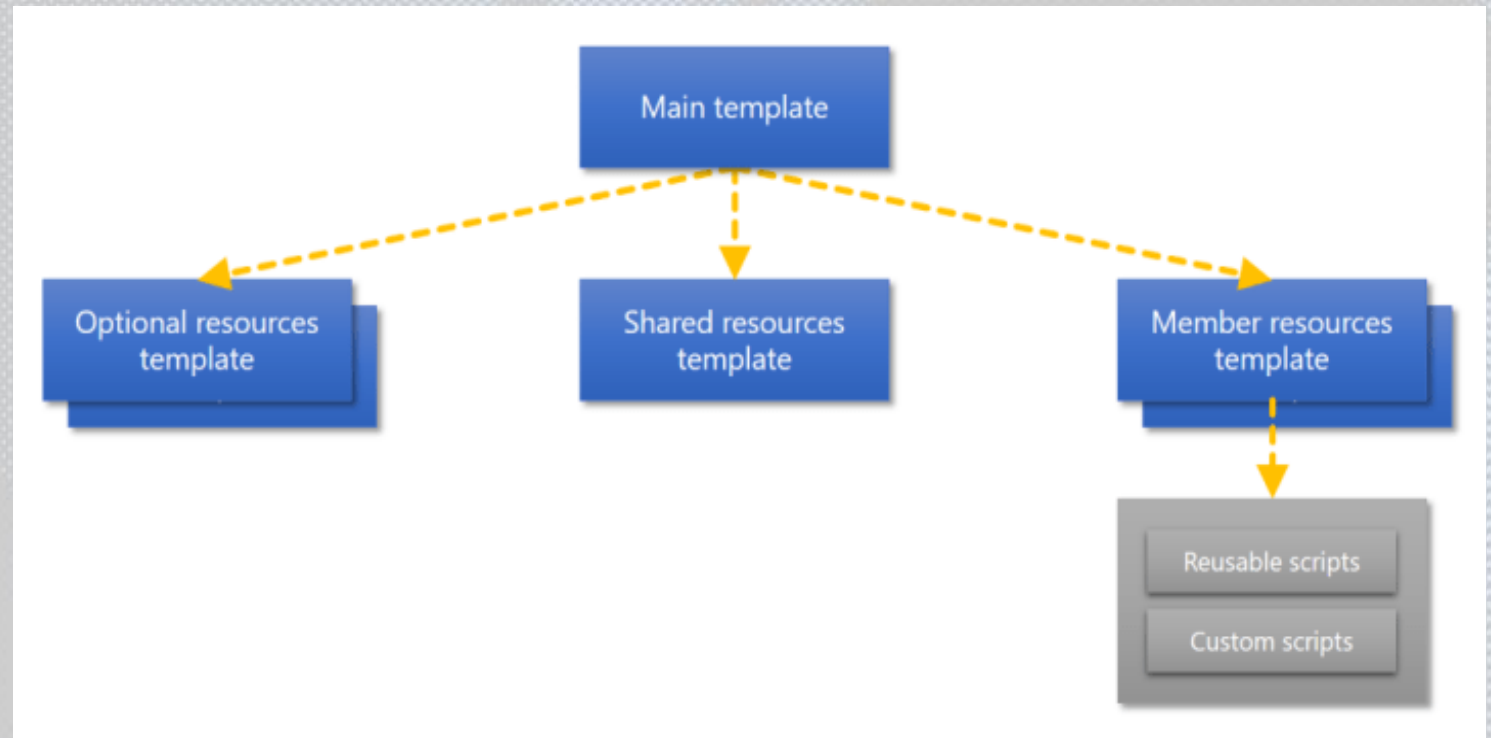 Main template
Optional resources
template
Shared resources
template
Member resources
template
Reusable scripts
Custom scripts